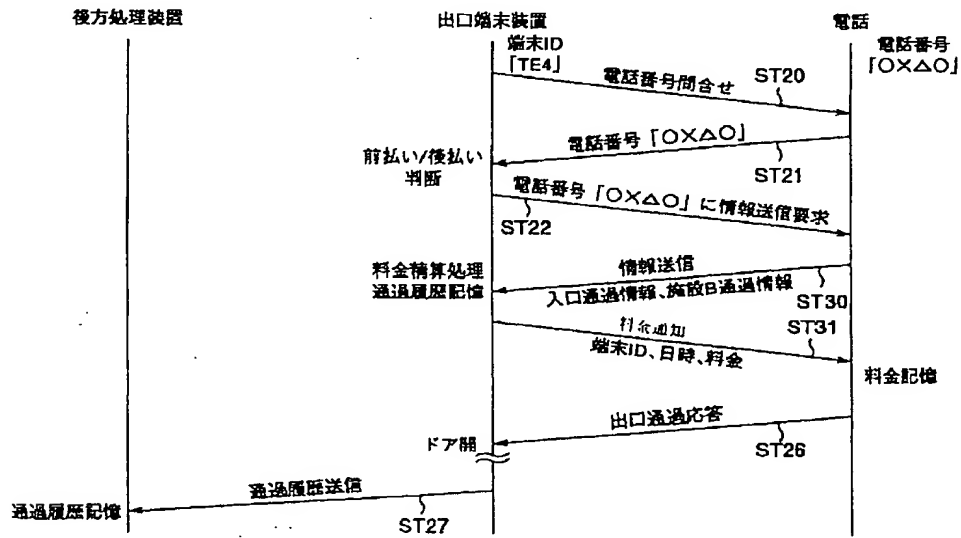 後方処理装置
出口端末装置
電話
端末ID
「TE4」
電話番号
「〇×△〇」
電話番号問合せ
ST20
電話番号「〇×△〇」
ST21
前払い/後払い
判断
電話番号「〇×△〇」に情報送信要求
ST22
料金精算処理
通過履歴記憶
情報送信
入口通過情報、施設B通過情報
ST30
料金通知
ST31
端末ID、日時、料金
料金記憶
出口通過応答
ST26
ドア開
通過履歴送信
ST27
通過履歴記憶